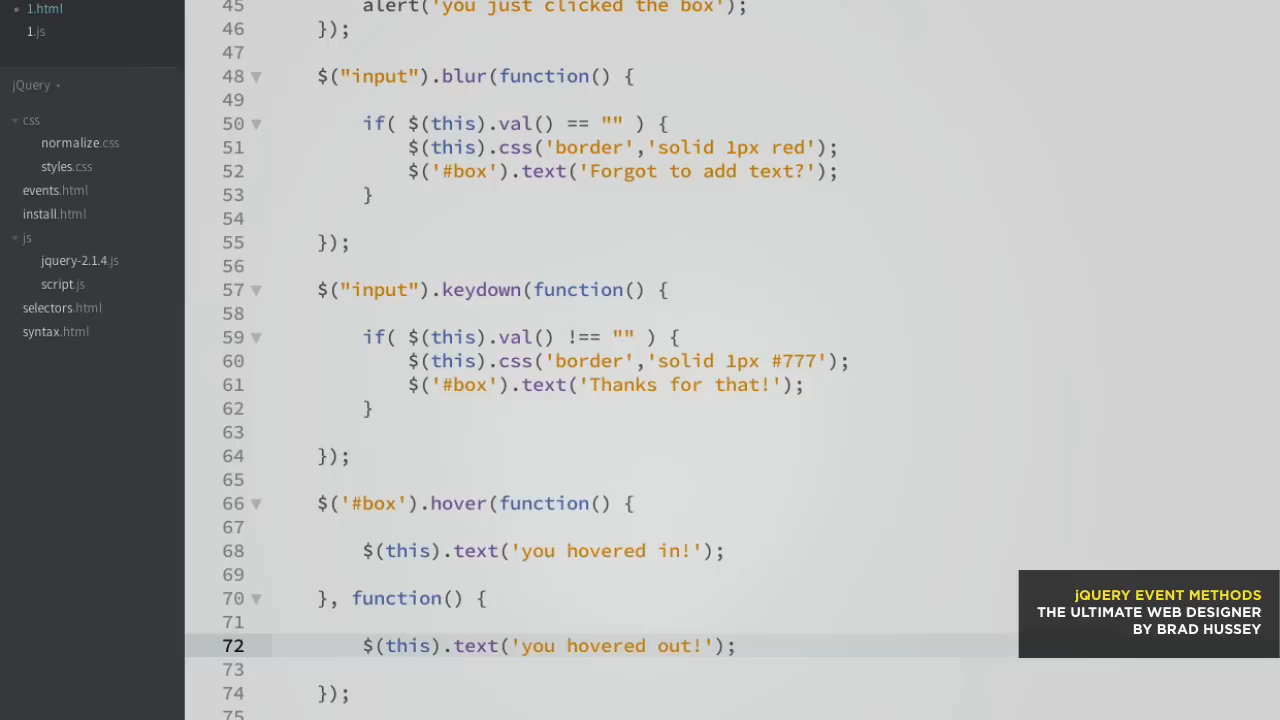 1.html
1.js
jQuery
css
normalize.css
styles.css
events.html
install.html
js
jquery-2.1.4.js
script.js
selectors.html
syntax.html
45 alert('you just clicked the box');
46 });
47
48 $("input").blur(function() {
49
50 if( $(this).val() == "" ) {
51 $(this).css('border','solid 1px red');
52 $('#box').text('Forgot to add text?');
53 }
54
55 });
56
57 $("input").keydown(function() {
58
59 if( $(this).val() !== "" ) {
60 $(this).css('border','solid 1px #777');
61 $('#box').text('Thanks for that!');
62 }
63
64 });
65
66 $('#box').hover(function() {
67
68 $(this).text('you hovered in!');
69
70 }, function() {
71
72 $(this).text('you hovered out!');
73
74 });
75
jQUERY EVENT METHODS
THE ULTIMATE WEB DESIGNER
BY BRAD HUSSEY